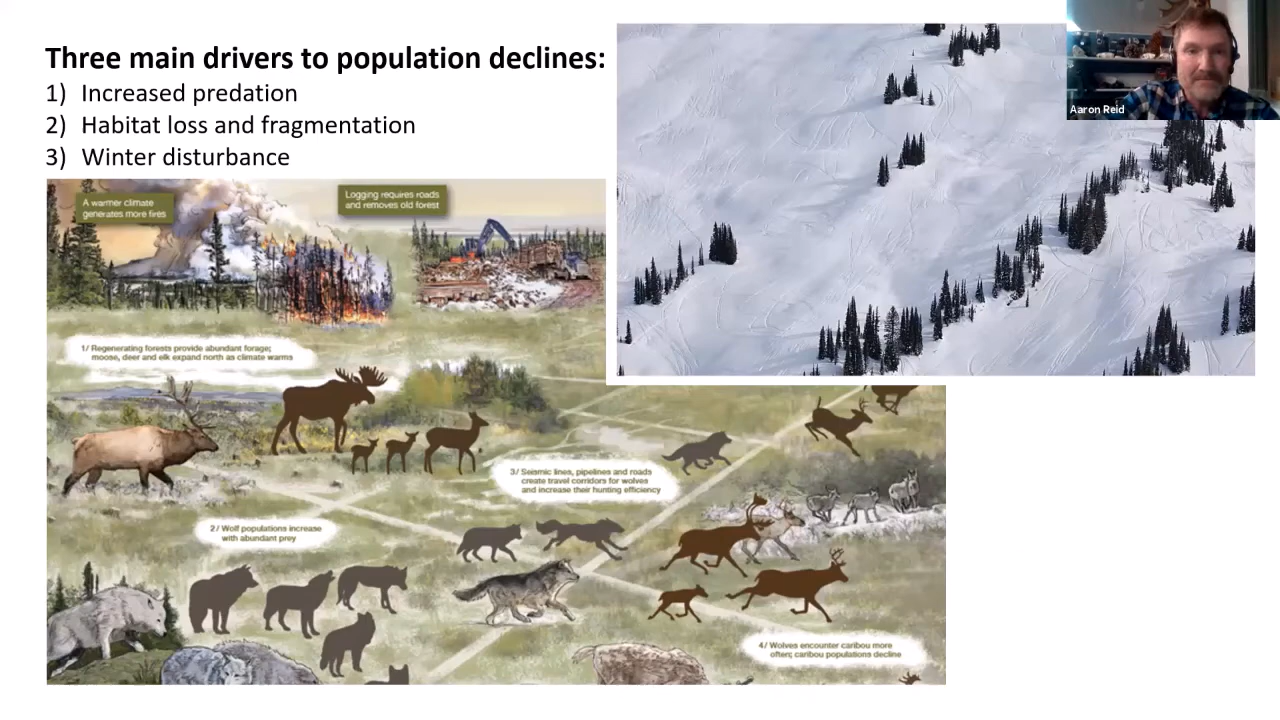 Three main drivers to population declines:
1) Increased predation
2) Habitat loss and fragmentation
3) Winter disturbance
Aaron Reid
A warmer climate
generates more fires
Logging requires roads
and removes old forest
1/ Regenerating forests provide abundant forage;
moose, deer and elk expand north as climate warms
3/ Seismic lines, pipelines and roads
create travel corridors for wolves
and increase their hunting efficiency
2/ Wolf populations increase
with abundant prey
4/ Wolves encounter caribou more
often; caribou populations decline